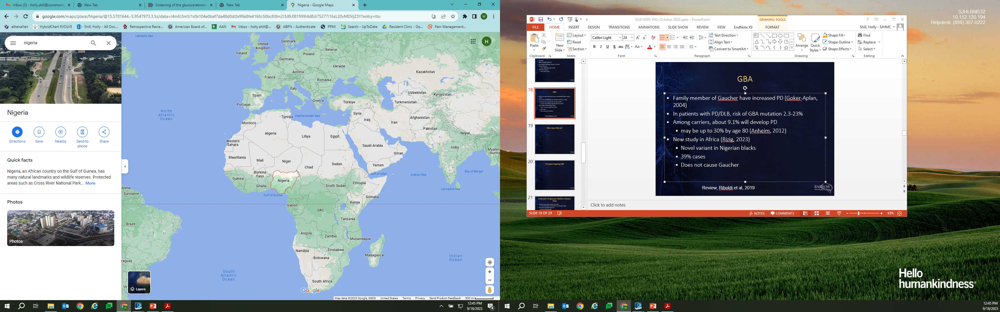 Inbox (3) - holly.shill@commonsp
New Tab
Screening of the glucocerebrosid
New Tab
Nigeria - Google Maps
google.com/maps/place/Nigeria/@15.5781644,-5.9547973,3.5z/data=!4m6!3m5!1s0x104e0baf7da48d0d:0x99a8fe4168c50bc8!8m2!3d9.081999!4d8.675277!16zL20vMDVjZ3Y?entry=ttu
athenaNet
HybridChart EVOLVE
Shill, Holly - All Doc...
Retrospective Revie...
American Board of...
AAN
Inbox - holly.shill@...
ABPN - Authenticate
PPMI
Search - UpToDate
Resident Clinic - Go...
Pain Management...
nigeria
Nigeria
Directions
Save
Nearby
Send to
phone
Share
Quick facts
Nigeria, an African country on the Gulf of Guinea, has
many natural landmarks and wildlife reserves. Protected
areas such as Cross River National Park... More
Photos
Photos
Labrador Sea
United
Kingdom
Denmark
Ireland
Belarus
Poland
Germany
Ukraine
Kazakhstan
Austria
France
Romania
Italy
Uzbekistan
Kyrgyzstan
Spain
Greece
Türkiye
Turkmenistan
Portugal
North
Atlantic
Ocean
Tunisia
Mediterranean Sea
Syria
Afghanistan
Morocco
Iraq
Iran
Pakistan
Algeria
Libya
Egypt
Nepal
Western
Sahara
Saudi Arabia
India
Myanm
(Burma
Oman
Mauritania
Mali
Niger
Chad
Sudan
Yemen
Gulf of Aden
Arabian Sea
Bay of Bengal
Burkina
Faso
Guinea
Nigeria
Ghana
Ethiopia
South Sudan
Gulf of Guinea
Laccadive Sea
uyana
Suriname
Somalia
Kenya
Gabon
DRC
Tanzania
Brazil
Angola
Zambia
Mozambique
Namibia
Zimbabwe
Botswana
Madagascar
Indian
Ocean
raguay
South
Atlantic
Ocean
South Africa
Layers
Google
Map data ©2023 Google, INEGI
United States
Terms
Privacy
Send Product Feedback
500 mi
12:45 PM
9/18/2023
4
SJHLBNI532
10.152.120.194
Helpdesk: (888) 307-0222
Shill-MDS-PAS-October 2023.pptx - PowerPoint
DRAWING TOOLS
FILE
HOME
INSERT
DESIGN
TRANSITIONS
ANIMATIONS
SLIDE SHOW
REVIEW
VIEW
EndNote X9
FORMAT
Shill, Holly - SJHMC
Paste
Clipboard
New
Slide
Layout
Reset
Section
Slides
Calibri Light
24
Font
Text Direction
Align Text
Convert to SmartArt
Paragraph
Arrange
Quick
Styles
Shape Fill
Shape Outline
Shape Effects
Drawing
Find
Replace
Select
Editing
18
GBA
19
What does GBA do?
20
Therapies targeting GBA
21
Parkinson's Progression Markers Initiative
PPMI
GBA
Family member of Gaucher have increased PD (Goker-Aplan,
2004)
In patients with PD/DLB, risk of GBA mutation 2.3-23%
Among carriers, about 9.1% will develop PD
may be up to 30% by age 80 (Anheim, 2012)
New study in Africa (Rizig, 2023)
Novel variant in Nigerian blacks
39% cases
Does not cause Gaucher
Review, Riboldi et al, 2019
BARROW
Click to add notes
SLIDE 18 OF 29
NOTES
COMMENTS
63%
Hello
humankindness®
12:45 PM
9/18/2023